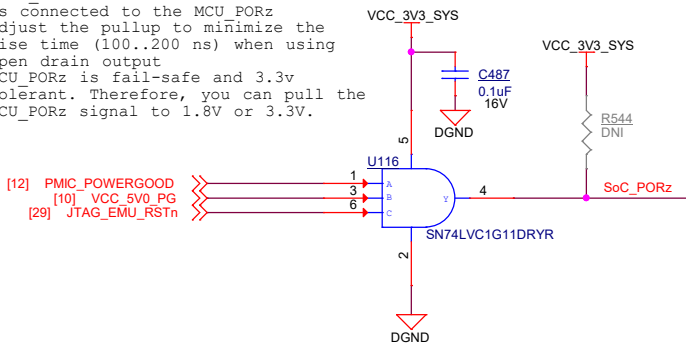 s connected to the MCU_PORz
djust the pullup to minimize the
ise time (100..200 ns) when using
pen drain output
CU_PORz is fail-safe and 3.3v
olerant. Therefore, you can pull the
CU_PORz signal to 1.8V or 3.3V.
VCC_3V3_SYS
VCC_3V3_SYS
C487
0.1uF
16V
DGND
R544
DNI
5
U116
[12] PMIC_POWERGOOD 1 A
[10] VCC_5V0_PG 3 B
[29] JTAG_EMU_RSTn 6 C
Y 4
SoC_PORz
SN74LVC1G11DRYR
2
DGND